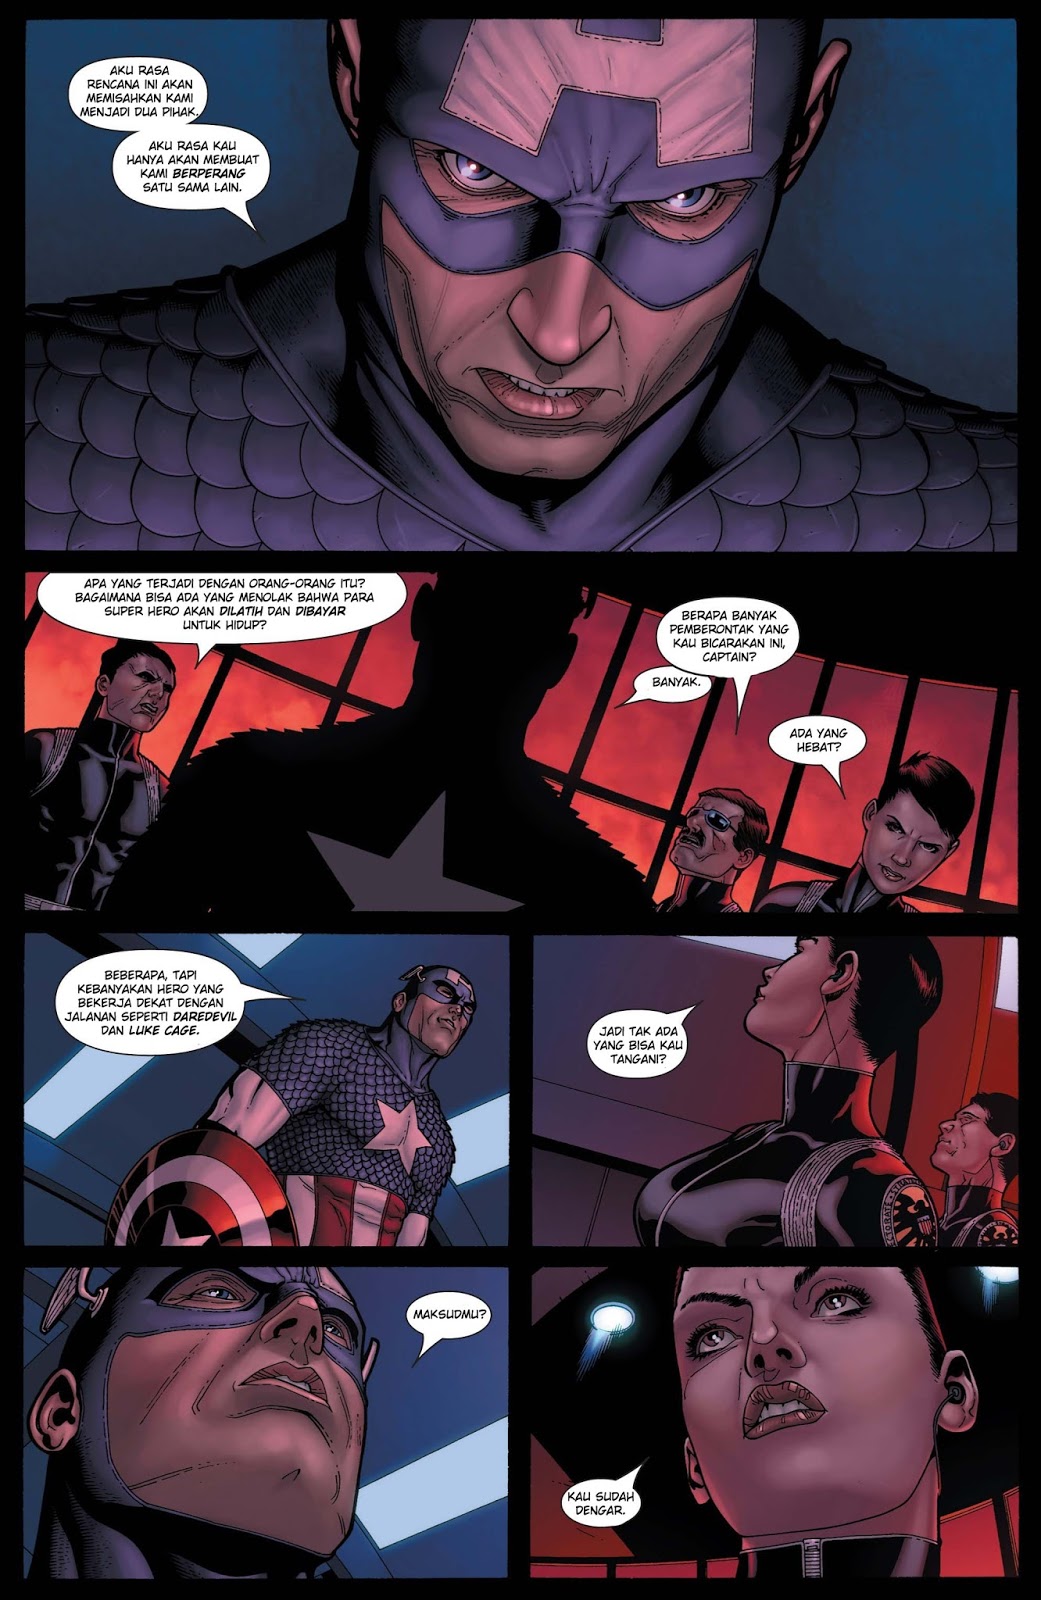 AKU RASA
RENCANA INI AKAN
MEMISAHKAN KAMI
MENJADI DUA PIHAK.
AKU RASA KAU
HANYA AKAN MEMBUAT
KAMI BERPERANG
SATU SAMA LAIN.
APA YANG TERJADI DENGAN ORANG-ORANG ITU?
BAGAIMANA BISA ADA YANG MENOLAK BAHWA PARA
SUPER HERO AKAN DILATIH DAN DIBAYAR
UNTUK HIDUP?
BERAPA BANYAK
PEMBERONTAK YANG
KAU BICARAKAN INI,
CAPTAIN?
BANYAK.
ADA YANG
HEBAT?
BEBERAPA, TAPI
KEBANYAKAN HERO YANG
BEKERJA DEKAT DENGAN
JALANAN SEPERTI DAREDEVIL
DAN LUKE CAGE.
JADI TAK ADA
YANG BISA KAU
TANGANI?
MAKSUDMU?
KAU SUDAH
DENGAR.